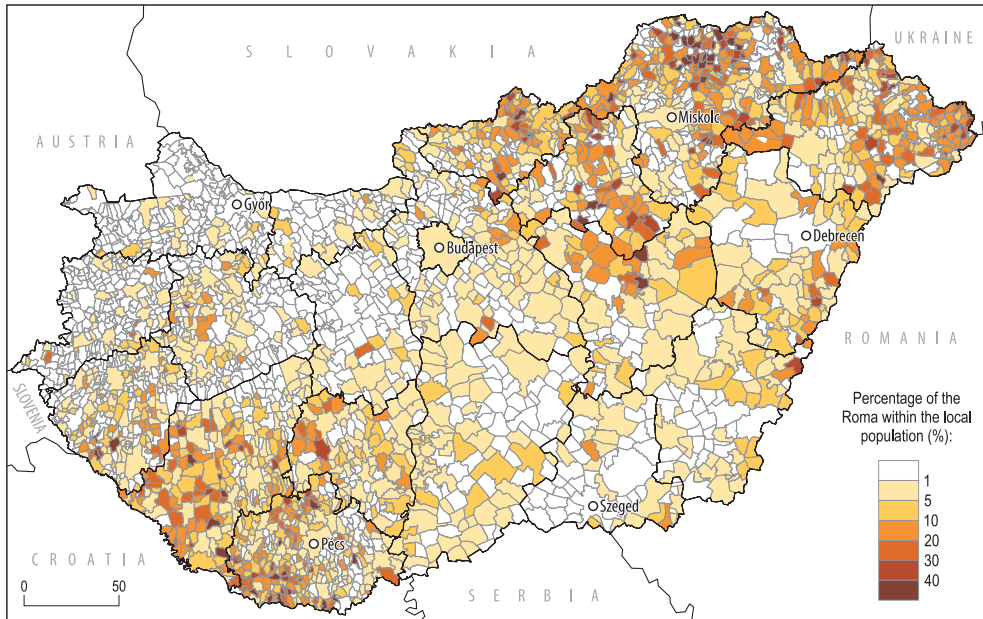 SLOVAKIA
UKRAINE
AUSTRIA
Miskolc
Győr
Budapest
Debrecen
ROMANIA
SLOVENIA
Percentage of the
Roma within the local
population (%):
1
5
10
20
30
40
Szeged
Pécs
CROATIA
SERBIA
0 50